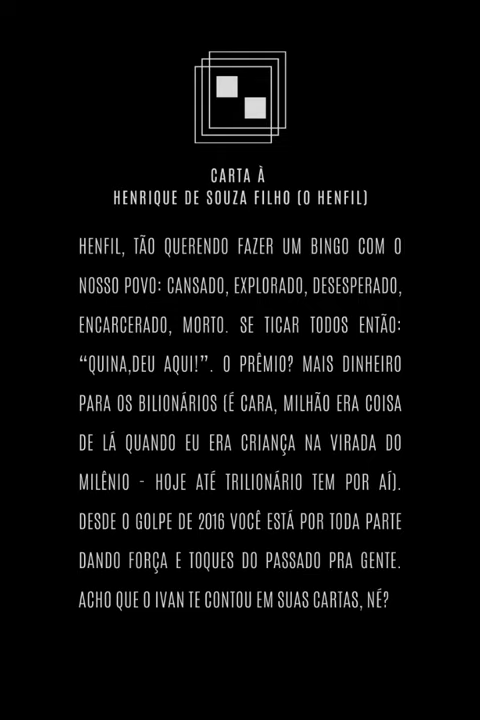 CARTA À
HENRIQUE DE SOUZA FILHO (O HENFIL)
HENFIL, TÃO QUERENDO FAZER UM BINGO COM O
NOSSO POVO: CANSADO, EXPLORADO, DESESPERADO,
ENCARCERADO, MORTO. SE TICAR TODOS ENTÃO:
“QUINA,DEU AQUI!”. O PRÊMIO? MAIS DINHEIRO
PARA OS BILIONÁRIOS (É CARA, MILHÃO ERA COISA
DE LÁ QUANDO EU ERA CRIANÇA NA VIRADA DO
MILÊNIO - HOJE ATÉ TRILIONÁRIO TEM POR AÍ).
DESDE O GOLPE DE 2016 VOCÊ ESTÁ POR TODA PARTE
DANDO FORÇA E TOQUES DO PASSADO PRA GENTE.
ACHO QUE O IVAN TE CONTOU EM SUAS CARTAS, NÉ?